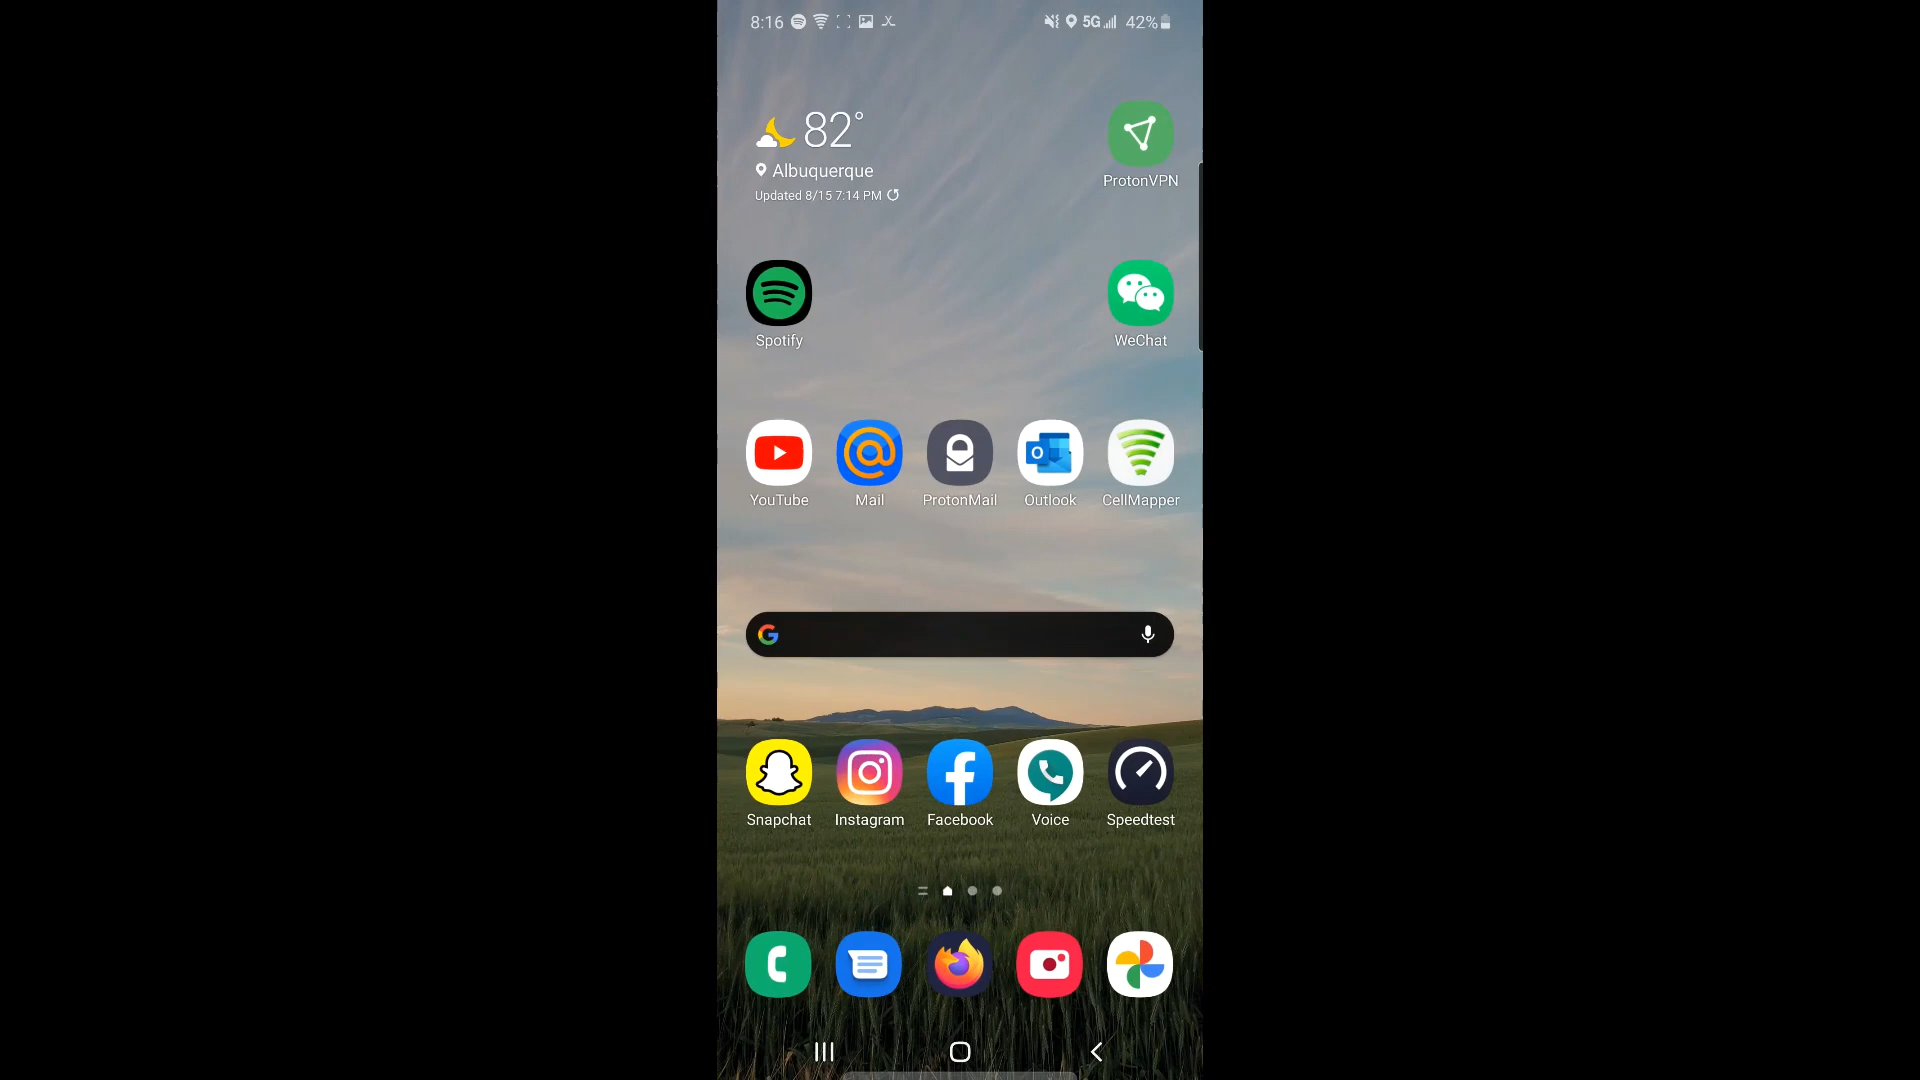 8:16 5G 42%
82°
Albuquerque
Updated 8/15 7:14 PM
ProtonVPN
Spotify WeChat
YouTube Mail ProtonMail Outlook CellMapper
Snapchat Instagram Facebook Voice Speedtest